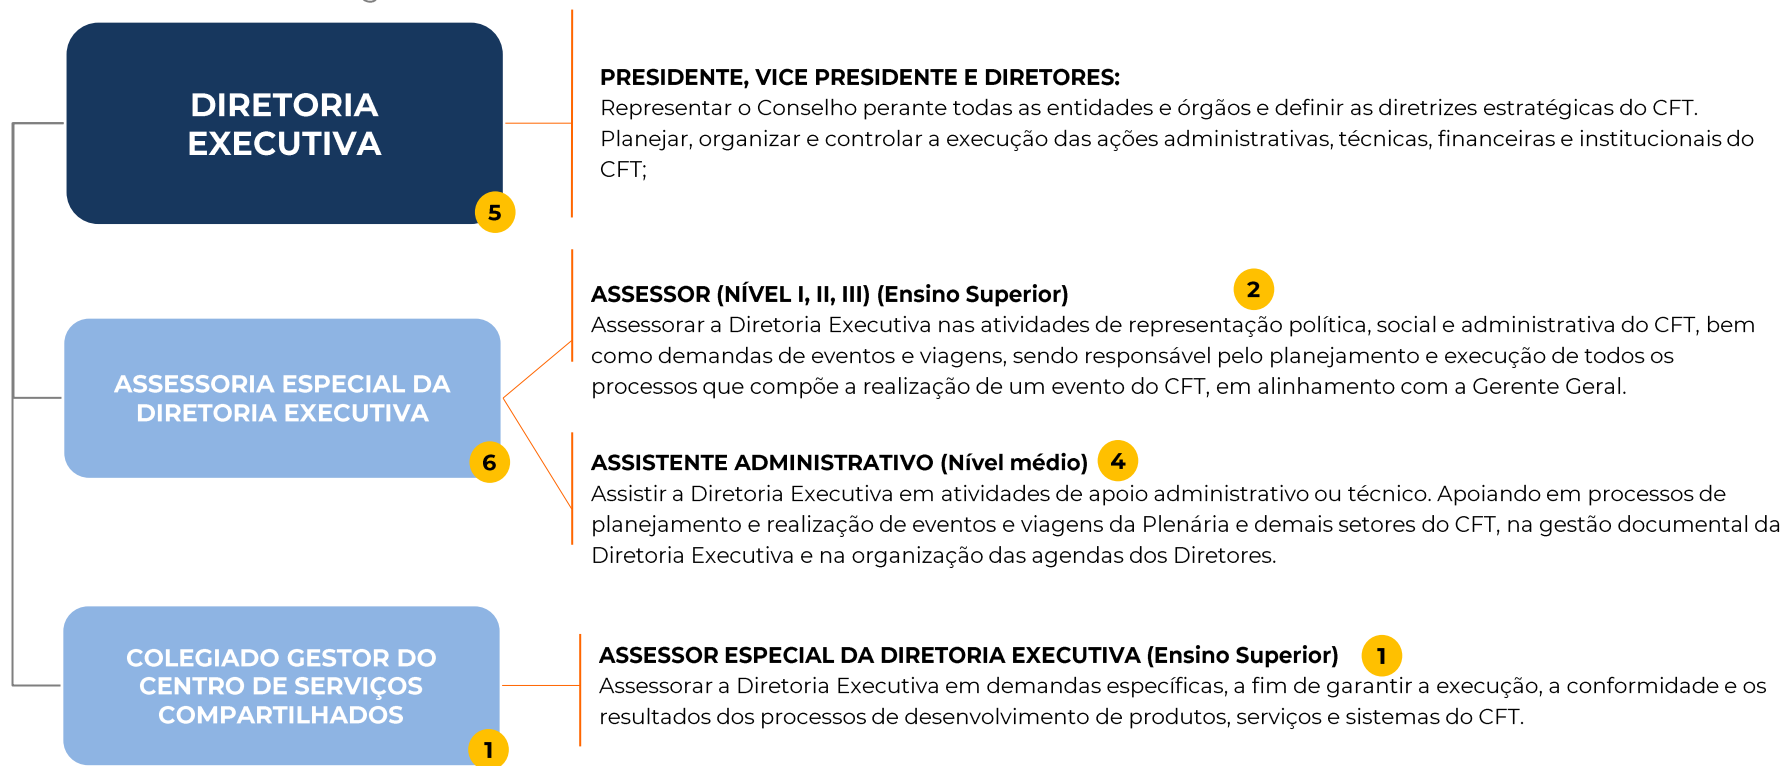 DIRETORIA
EXECUTIVA
5
PRESIDENTE, VICE PRESIDENTE E DIRETORES:
Representar o Conselho perante todas as entidades e órgãos e definir as diretrizes estratégicas do CFT.
Planejar, organizar e controlar a execução das ações administrativas, técnicas, financeiras e institucionais do
CFT;
ASSESSORIA ESPECIAL DA
DIRETORIA EXECUTIVA
6
ASSESSOR (NÍVEL I, II, III) (Ensino Superior)
2
Assessorar a Diretoria Executiva nas atividades de representação política, social e administrativa do CFT, bem
como demandas de eventos e viagens, sendo responsável pelo planejamento e execução de todos os
processos que compõe a realização de um evento do CFT, em alinhamento com a Gerente Geral.
ASSISTENTE ADMINISTRATIVO (Nível médio)
4
Assistir a Diretoria Executiva em atividades de apoio administrativo ou técnico. Apoiando em processos de
planejamento e realização de eventos e viagens da Plenária e demais setores do CFT, na gestão documental da
Diretoria Executiva e na organização das agendas dos Diretores.
COLEGIADO GESTOR DO
CENTRO DE SERVIÇOS
COMPARTILHADOS
1
ASSESSOR ESPECIAL DA DIRETORIA EXECUTIVA (Ensino Superior)
1
Assessorar a Diretoria Executiva em demandas específicas, a fim de garantir a execução, a conformidade e os
resultados dos processos de desenvolvimento de produtos, serviços e sistemas do CFT.